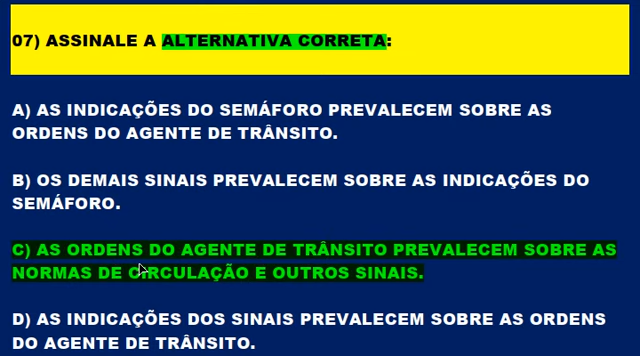 07) ASSINALE A ALTERNATIVA CORRETA:
A) AS INDICAÇÕES DO SEMÁFORO PREVALECEM SOBRE AS
ORDENS DO AGENTE DE TRÂNSITO.
B) OS DEMAIS SINAIS PREVALECEM SOBRE AS INDICAÇÕES DO
SEMÁFORO.
C) AS ORDENS DO AGENTE DE TRÂNSITO PREVALECEM SOBRE AS
NORMAS DE CIRCULAÇÃO E OUTROS SINAIS.
D) AS INDICAÇÕES DOS SINAIS PREVALECEM SOBRE AS ORDENS
DO AGENTE DE TRÂNSITO.